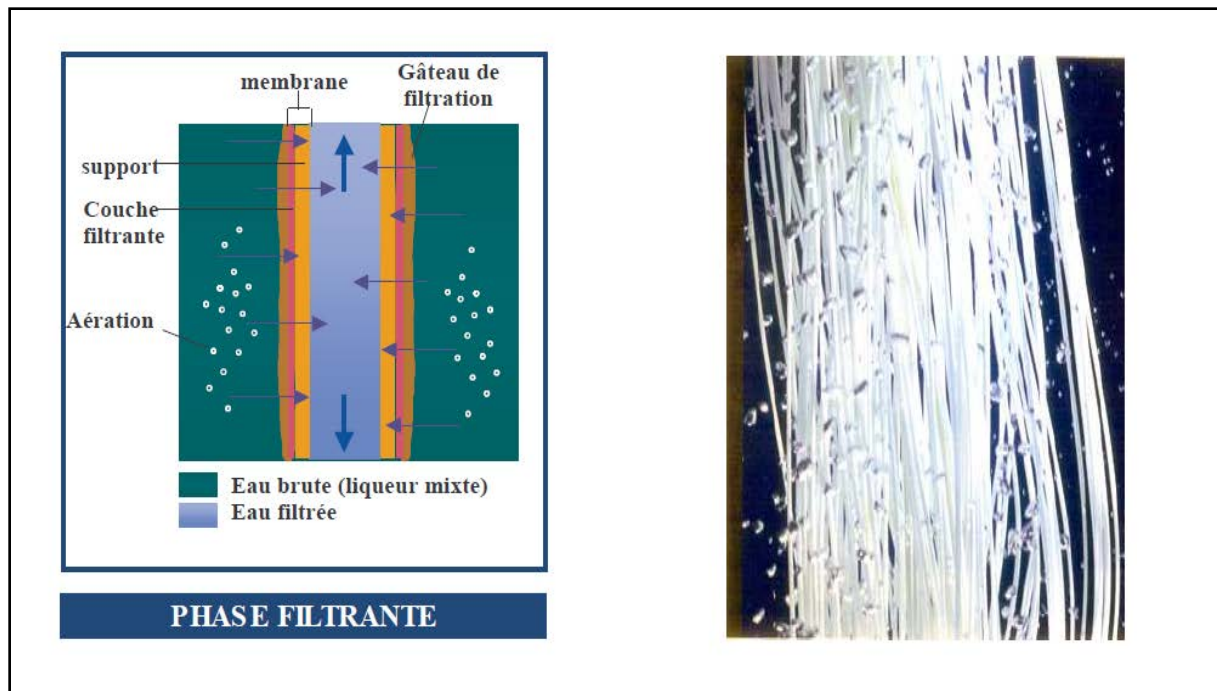 membrane
Gâteau de
filtration
support
Couche
filtrante
Aération
Eau brute (liqueur mixte)
Eau filtrée
PHASE FILTRANTE